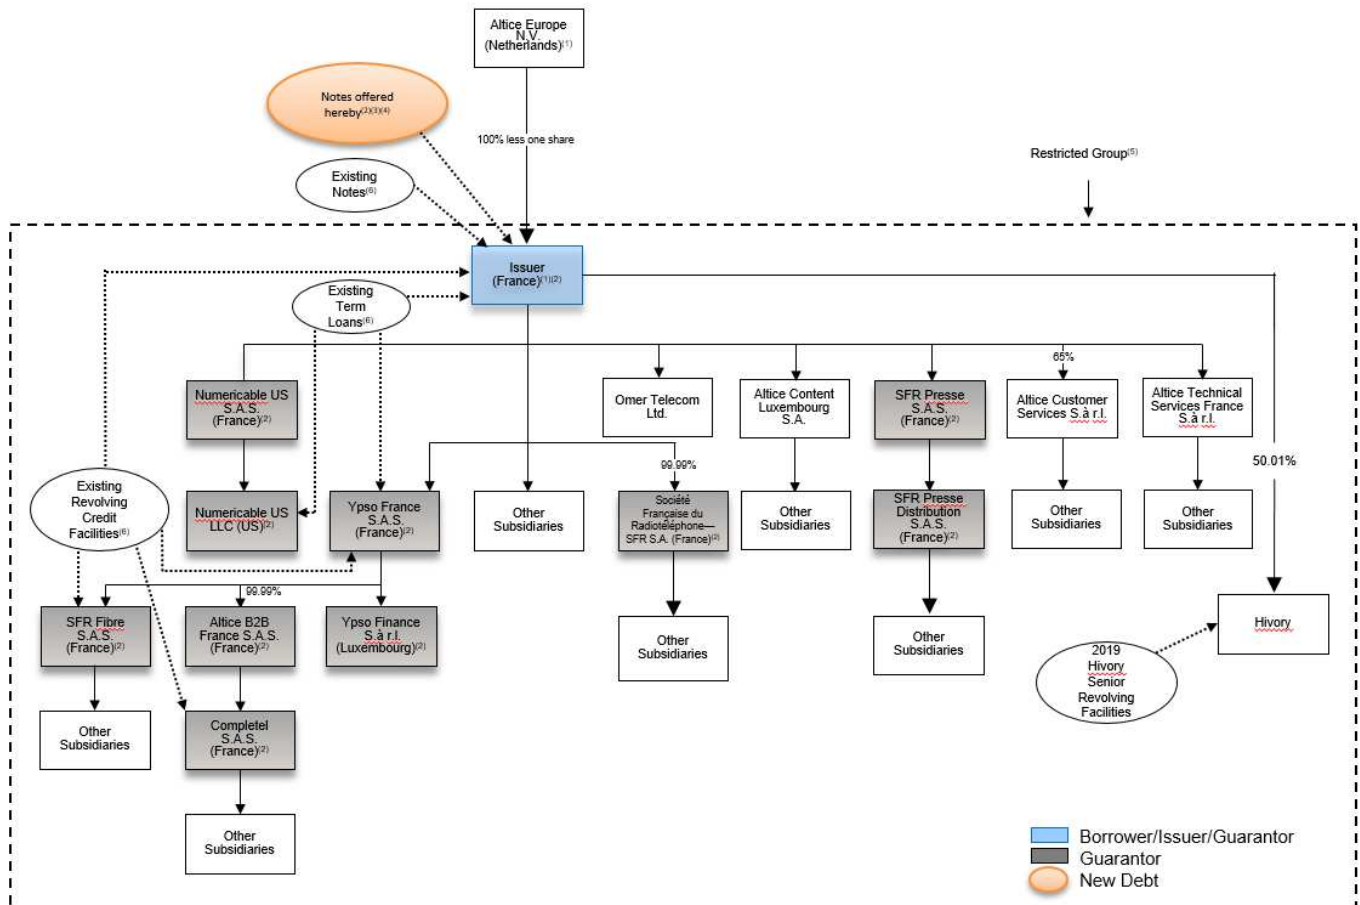 Altice Europe
N.V.
(Netherlands)(1)
Notes offered
hereby(2)(3)(4)
100% less one share
Restricted Group(5)
Existing
Notes(6)
Issuer
(France)(1)(2)
Existing
Term
Loans(6)
65%
Numericable US
S.A.S.
(France)(2)
Omer Telecom
Ltd.
Altice Content
Luxembourg
S.A.
SFR Presse
S.A.S.
(France)(2)
Altice Customer
Services S.à r.l.
Altice Technical
Services France
S.à r.l.
50.01%
99.99%
Existing
Revolving
Credit
Facilities(6)
Numericable US
LLC (US)(2)
Ypso France
S.A.S.
(France)(2)
Other
Subsidiaries
Société
Française du
Radiotéléphone—
SFR S.A. (France)(2)
Other
Subsidiaries
SFR Presse
Distribution
S.A.S.
(France)(2)
Other
Subsidiaries
Other
Subsidiaries
99.99%
SFR Fibre
S.A.S.
(France)(2)
Altice B2B
France S.A.S.
(France)(2)
Ypso Finance
S.à r.l.
(Luxembourg)(2)
Other
Subsidiaries
Other
Subsidiaries
Hivory
2019
Hivory
Senior
Revolving
Facilities
Other
Subsidiaries
Completel
S.A.S.
(France)(2)
Other
Subsidiaries
Borrower/Issuer/Guarantor
Guarantor
New Debt